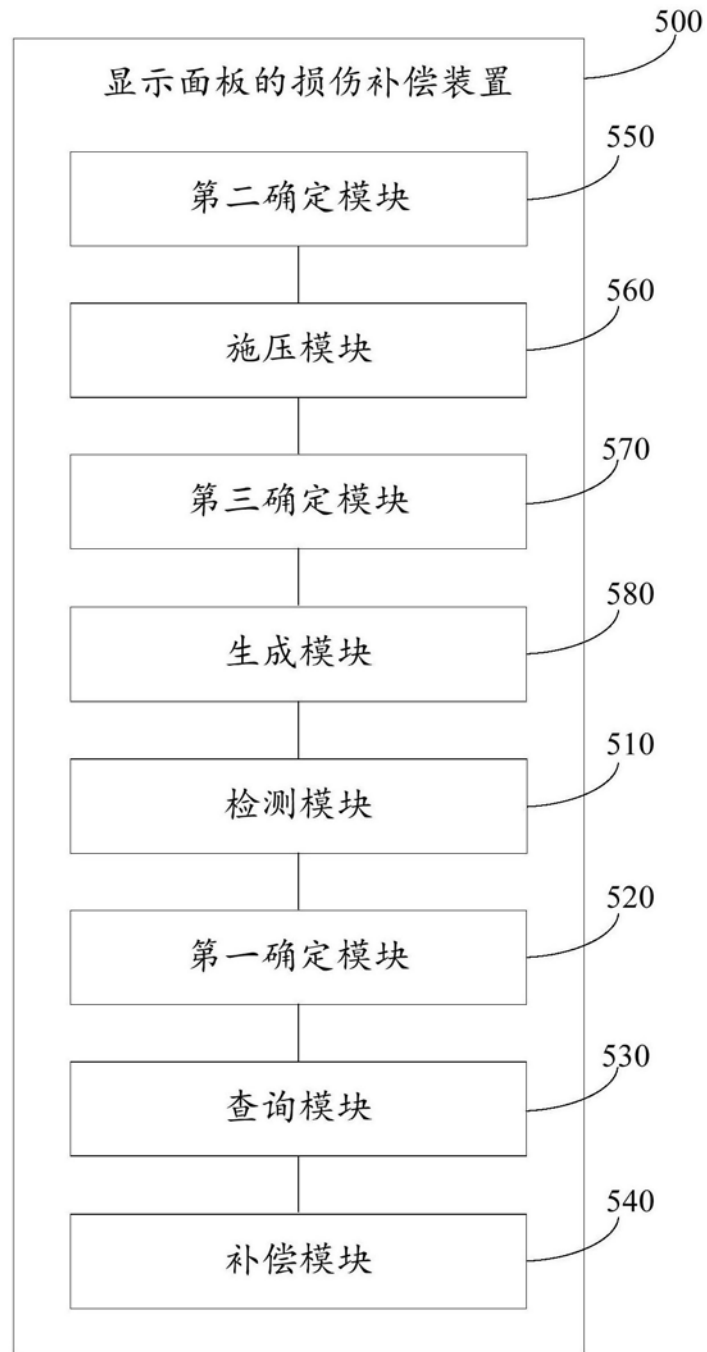 500
显示面板的损伤补偿装置
550
第二确定模块
560
施压模块
570
第三确定模块
580
生成模块
510
检测模块
520
第一确定模块
530
查询模块
540
补偿模块